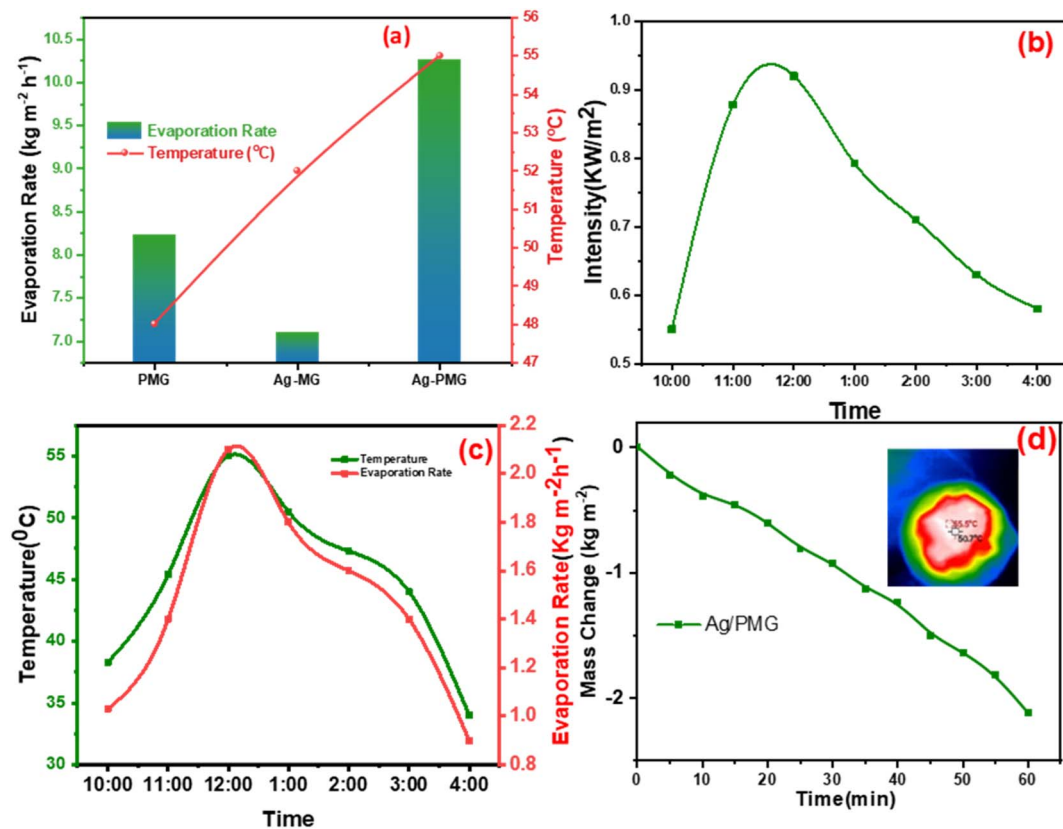 (a)
Evaporation Rate (kg m⁻² h⁻¹)
10.5
10.0
9.5
9.0
8.5
8.0
7.5
7.0
Evaporation Rate
Temperature (°C)
56
55
54
53
52
51
50
49
48
47
Temperature (°C)
PMG
Ag-MG
Ag-PMG
(b)
Intensity(KW/m²)
1.0
0.9
0.8
0.7
0.6
0.5
10:00
11:00
12:00
1:00
2:00
3:00
4:00
Time
(c)
Temperature(⁰C)
55
50
45
40
35
30
Temperature
Evaporation Rate
2.2
2.0
1.8
1.6
1.4
1.2
1.0
0.8
Evaporation Rate(Kg m-2h-1)
10:00
11:00
12:00
1:00
2:00
3:00
4:00
Time
(d)
Mass Change (kg m⁻²)
0
-1
-2
Ag/PMG
50.7°C
0
10
20
30
40
50
60
Time(min)